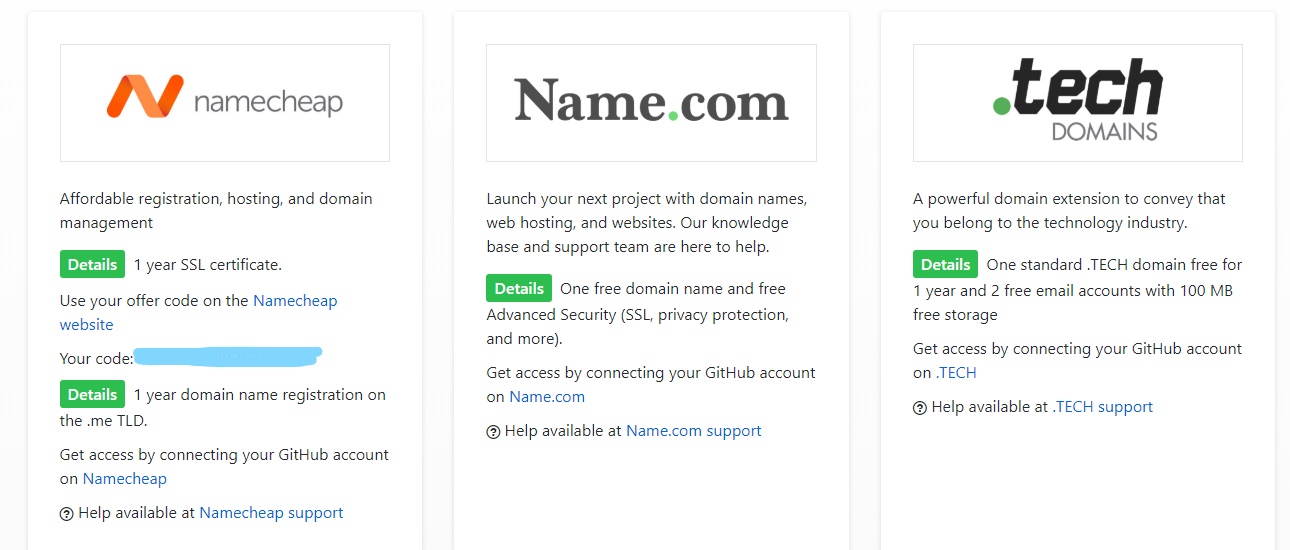 namecheap
Affordable registration, hosting, and domain
management
Details 1 year SSL certificate.
Use your offer code on the Namecheap
website
Your code:
Details 1 year domain name registration on
the .me TLD.
Get access by connecting your GitHub account
on Namecheap
Help available at Namecheap support
Name.com
Launch your next project with domain names,
web hosting, and websites. Our knowledge
base and support team are here to help.
Details One free domain name and free
Advanced Security (SSL, privacy protection,
and more).
Get access by connecting your GitHub account
on Name.com
Help available at Name.com support
.tech
DOMAINS
A powerful domain extension to convey that
you belong to the technology industry.
Details One standard .TECH domain free for
1 year and 2 free email accounts with 100 MB
free storage
Get access by connecting your GitHub account
on .TECH
Help available at .TECH support